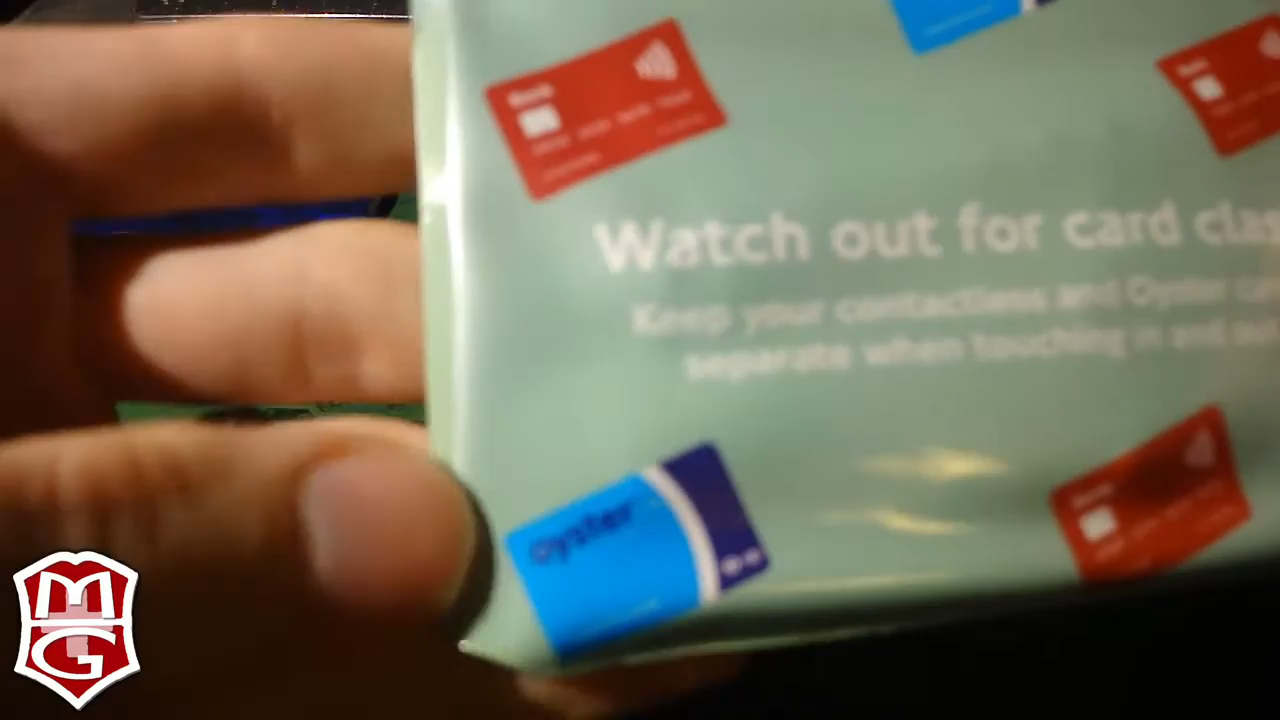 Watch out for card clas
Keep your contactless and Oyster ca
separate when touching in and out
oyster
M
G